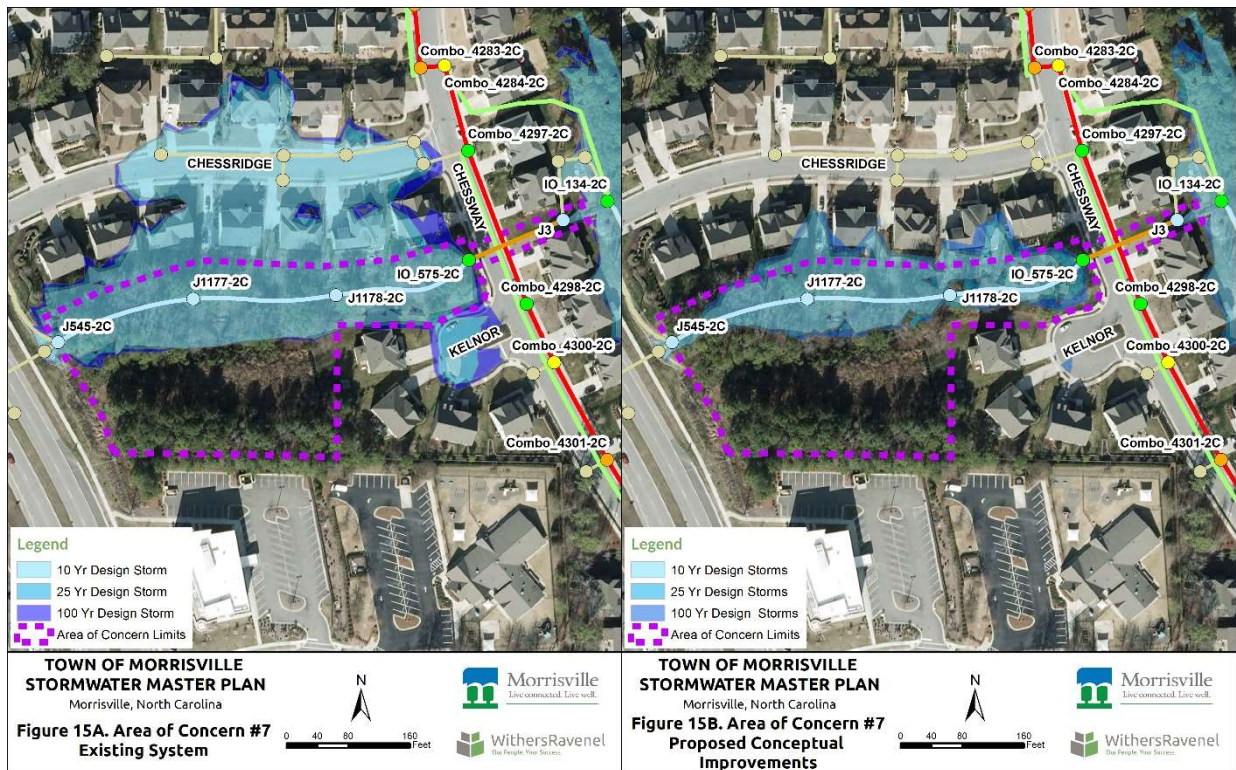 Combo_4283-2C
Combo_4284-2C
Combo_4297-2C
CHESSRIDGE
CHESSWAY
IO_134-2C
J3
IO_575-2C
J1177-2C
J1178-2C
Combo_4298-2C
J545-2C
KELNOR
Combo_4300-2C
Combo_4301-2C
Legend
10 Yr Design Storm
25 Yr Design Storm
100 Yr Design Storm
Area of Concern Limits
TOWN OF MORRISVILLE
STORMWATER MASTER PLAN
Morrisville, North Carolina
Figure 15A. Area of Concern #7
Existing System
N
0 40 80 160
Feet
Morrisville
Live connected. Live well.
WithersRavenel
Our People. Your Success.
Combo_4283-2C
Combo_4284-2C
Combo_4297-2C
CHESSRIDGE
CHESSWAY
IO_134-2C
J3
IO_575-2C
J1177-2C
J1178-2C
Combo_4298-2C
J545-2C
KELNOR
Combo_4300-2C
Combo_4301-2C
Legend
10 Yr Design Storms
25 Yr Design Storms
100 Yr Design Storms
Area of Concern Limits
TOWN OF MORRISVILLE
STORMWATER MASTER PLAN
Morrisville, North Carolina
Figure 15B. Area of Concern #7
Proposed Conceptual
Improvements
N
0 40 80 160
Feet
Morrisville
Live connected. Live well.
WithersRavenel
Our People. Your Success.